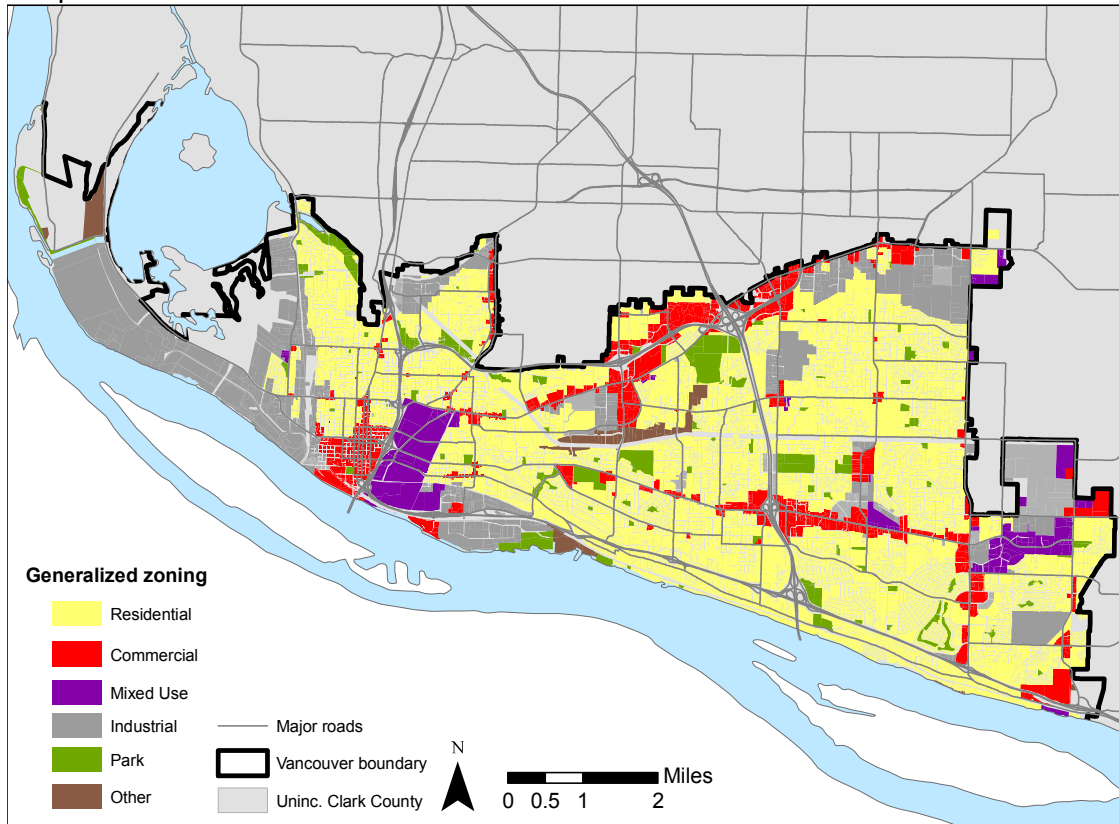 Generalized zoning
Residential
Commercial
Mixed Use
Industrial
Park
Other
Major roads
Vancouver boundary
Uninc. Clark County
N
Miles
0 0.5 1 2